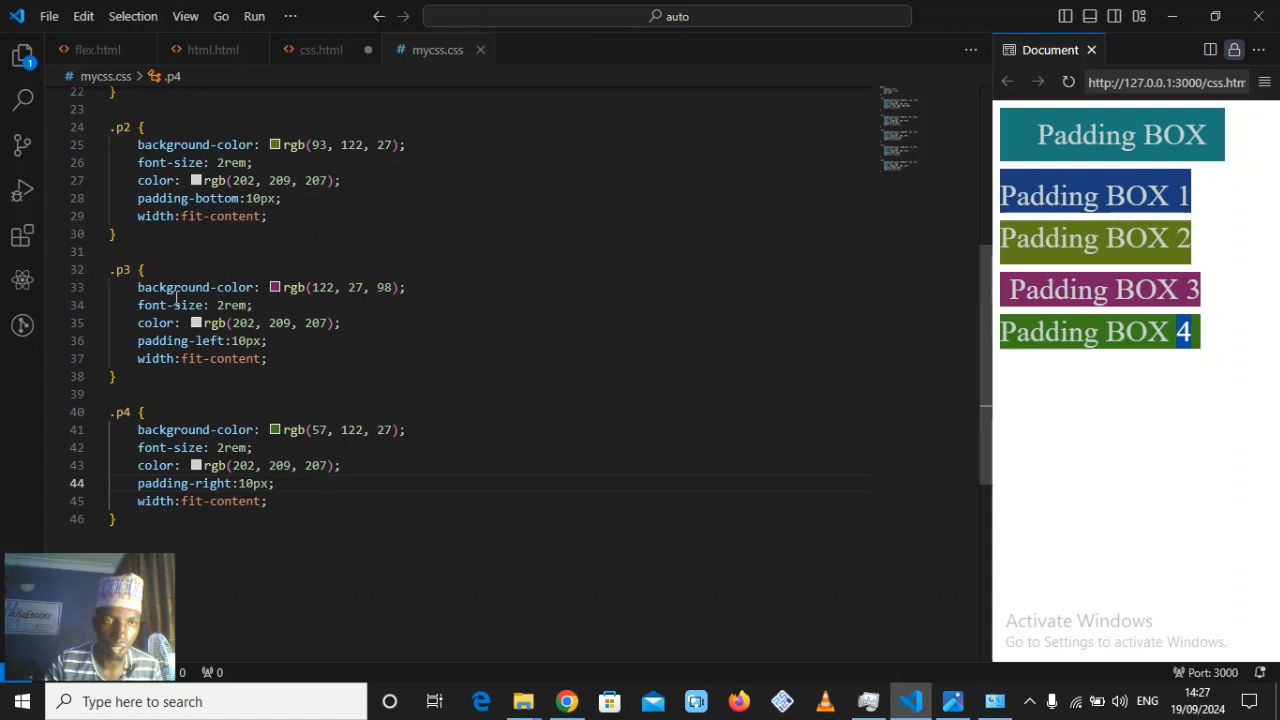 File Edit Selection View Go Run ···
auto
flex.html html.html css.html mycss.css
mycss.css > .p4
22 }
23
24 .p2 {
25 background-color: rgb(93, 122, 27);
26 font-size: 2rem;
27 color: rgb(202, 209, 207);
28 padding-bottom:10px;
29 width:fit-content;
30 }
31
32 .p3 {
33 background-color: rgb(122, 27, 98);
34 font-size: 2rem;
35 color: rgb(202, 209, 207);
36 padding-left:10px;
37 width:fit-content;
38 }
39
40 .p4 {
41 background-color: rgb(57, 122, 27);
42 font-size: 2rem;
43 color: rgb(202, 209, 207);
44 padding-right:10px;
45 width:fit-content;
46 }
1
Document
http://127.0.0.1:3000/css.htm
Padding BOX
Padding BOX 1
Padding BOX 2
Padding BOX 3
Padding BOX 4
Activate Windows
Go to Settings to activate Windows.
0 0
Port: 3000
Type here to search
ENG
14:27
19/09/2024